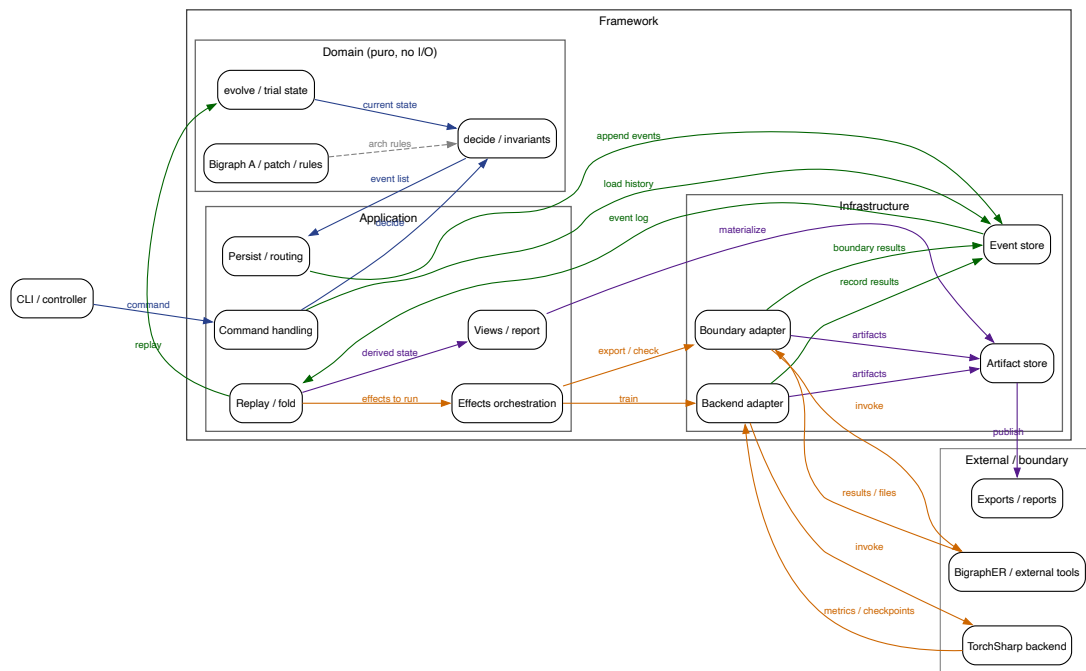 Framework
Domain (puro, no I/O)
evolve / trial state
current state
decide / invariants
Bigraph A / patch / rules
arch rules
append events
event list
load history
Application
decide
event log
materialize
Infrastructure
Persist / routing
boundary results
Event store
record results
CLI / controller
command
Command handling
Views / report
Boundary adapter
artifacts
replay
derived state
export / check
Artifact store
artifacts
Replay / fold
effects to run
Effects orchestration
train
Backend adapter
invoke
publish
External / boundary
results / files
Exports / reports
invoke
BigraphER / external tools
metrics / checkpoints
TorchSharp backend